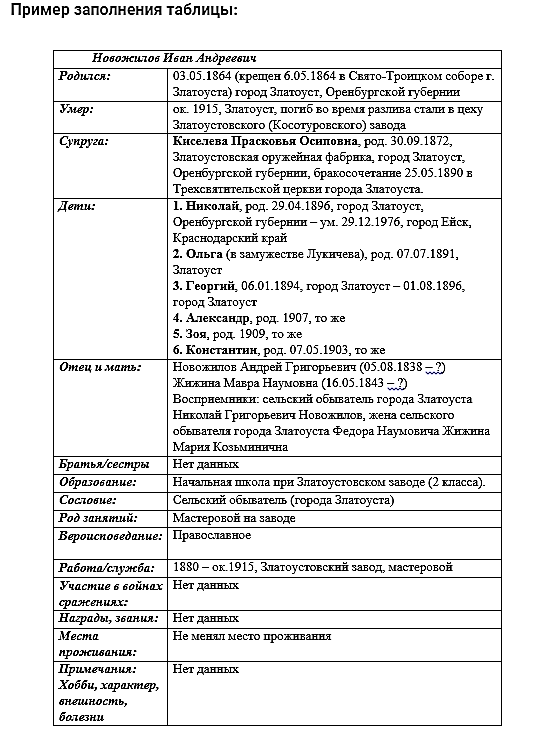 Пример заполнения таблицы:
Новожилов Иван Андреевич
Родился: 03.05.1864 (крещен 6.05.1864 в Свято-Троицком соборе г.
Златоуста) город Златоуст, Оренбургской губернии
Умер: ок. 1915, Златоуст, погиб во время разлива стали в цеху
Златоустовского (Косотуровского) завода
Супруга: Киселева Прасковья Осиповна, род. 30.09.1872,
Златоустовская оружейная фабрика, город Златоуст,
Оренбургской губернии, бракосочетание 25.05.1890 в
Трехсвятительской церкви города Златоуста.
Дети: 1. Николай, род. 29.04.1896, город Златоуст,
Оренбургской губернии – ум. 29.12.1976, город Ейск,
Краснодарский край
2. Ольга (в замужестве Лукичева), род. 07.07.1891,
Златоуст
3. Георгий, 06.01.1894, город Златоуст – 01.08.1896,
город Златоуст
4. Александр, род. 1907, то же
5. Зоя, род. 1909, то же
6. Константин, род. 07.05.1903, то же
Отец и мать: Новожилов Андрей Григорьевич (05.08.1838 – ?)
Жижина Мавра Наумовна (16.05.1843 – ?)
Восприемники: сельский обыватель города Златоуста
Николай Григорьевич Новожилов, жена сельского
обывателя города Златоуста Федора Наумовича Жижина
Мария Козьминична
Братья/сестры Нет данных
Образование: Начальная школа при Златоустовском заводе (2 класса).
Сословие: Сельский обыватель (города Златоуста)
Род занятий: Мастеровой на заводе
Вероисповедание: Православное
Работа/служба: 1880 – ок.1915, Златоустовский завод, мастеровой
Участие в войнах Нет данных
сражениях:
Награды, звания: Нет данных
Места Не менял место проживания
проживания:
Примечания: Нет данных
Хобби, характер,
внешность,
болезни